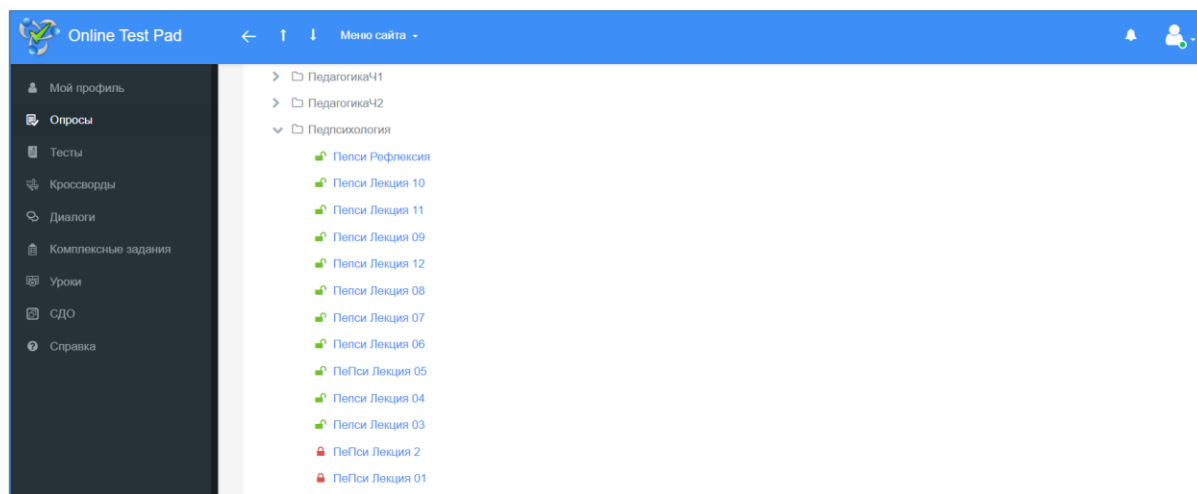 Online Test Pad
Меню сайта
Мой профиль
Опросы
Тесты
Кроссворды
Диалоги
Комплексные задания
Уроки
СДО
Справка
ПедагогикаЧ1
ПедагогикаЧ2
Педпсихология
Пепси Рефлексия
Пепси Лекция 10
Пепси Лекция 11
Пепси Лекция 09
Пепси Лекция 12
Пепси Лекция 08
Пепси Лекция 07
Пепси Лекция 06
ПеПси Лекция 05
Пепси Лекция 04
Пепси Лекция 03
ПеПси Лекция 2
ПеПси Лекция 01